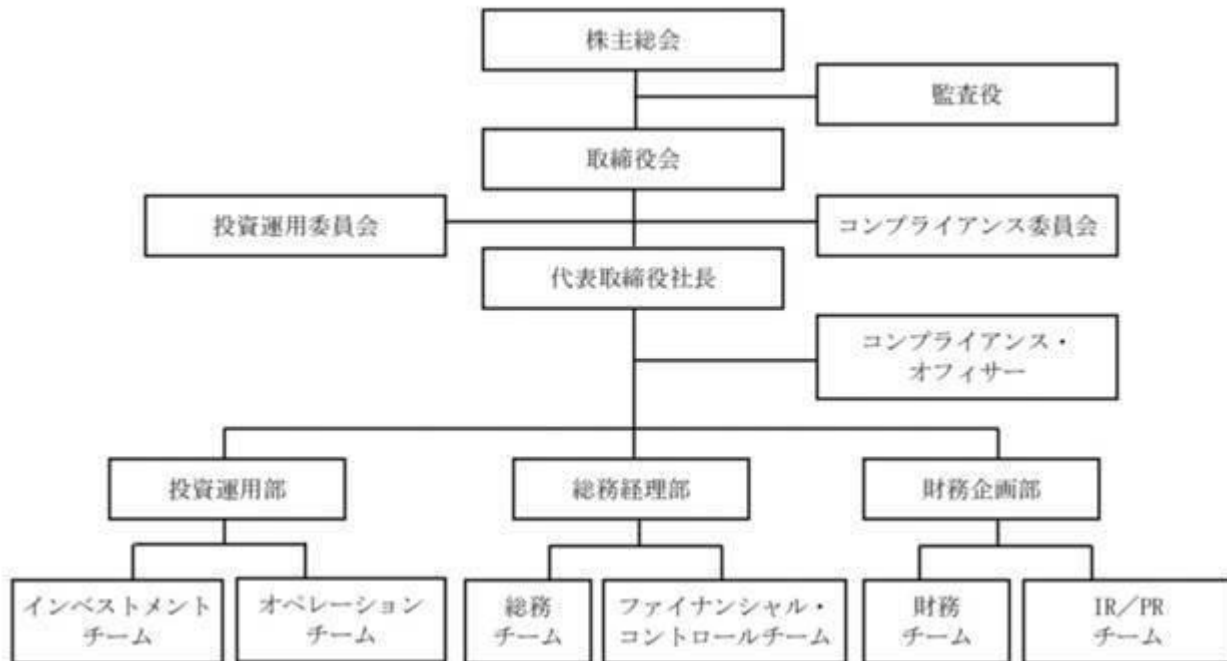 株主総会
監査役
取締役会
投資運用委員会
コンプライアンス委員会
代表取締役社長
コンプライアンス・
オフィサー
投資運用部
総務経理部
財務企画部
インベストメント
チーム
オペレーション
チーム
総務
チーム
ファイナンシャル・
コントロールチーム
財務
チーム
IR／PR
チーム